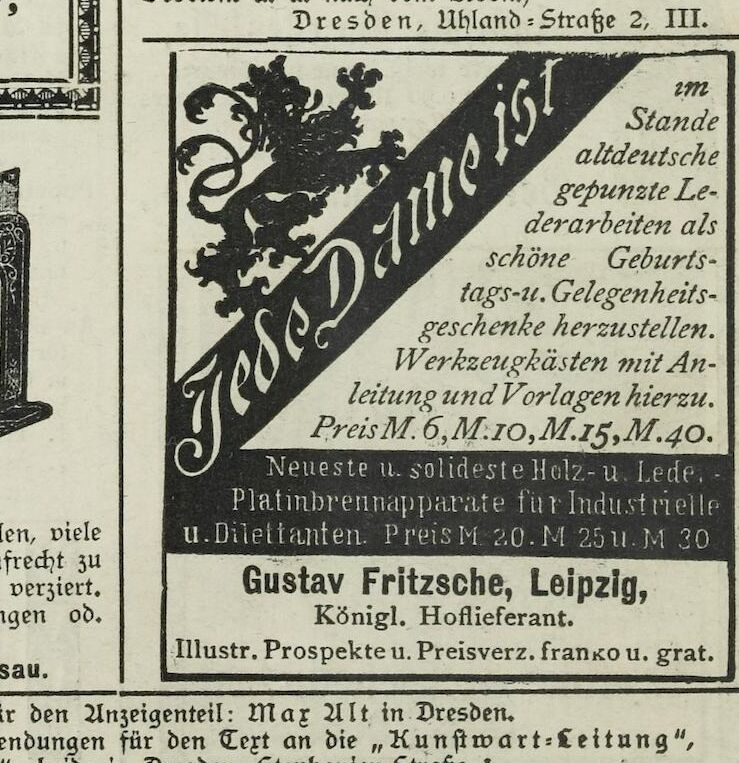 Dresden, Uhland-Straße 2, III.
Jede Dame ist
im
Stande
altdeutsche
gepunzte Le-
derarbeiten als
schöne Geburts-
tags-u. Gelegenheits-
geschenke herzustellen.
Werkzeugkästen mit An-
leitung und Vorlagen hierzu.
Preis M. 6, M. 10, M. 15, M. 40.
Neueste u. solideste Holz- u. Lede. -
Platinbrennapparate für Industrielle
u. Dilettanten. Preis M 20. M 25 u. M 30
Gustav Fritzsche, Leipzig,
Königl. Hoflieferant.
Illustr. Prospekte u. Preisverz. franko u. grat.
len, viele
frecht zu
verziert.
ngen od.
sau.
ür den Anzeigenteil: Max Alt in Dresden.
endungen für den Text an die „Kunstwart-Leitung",